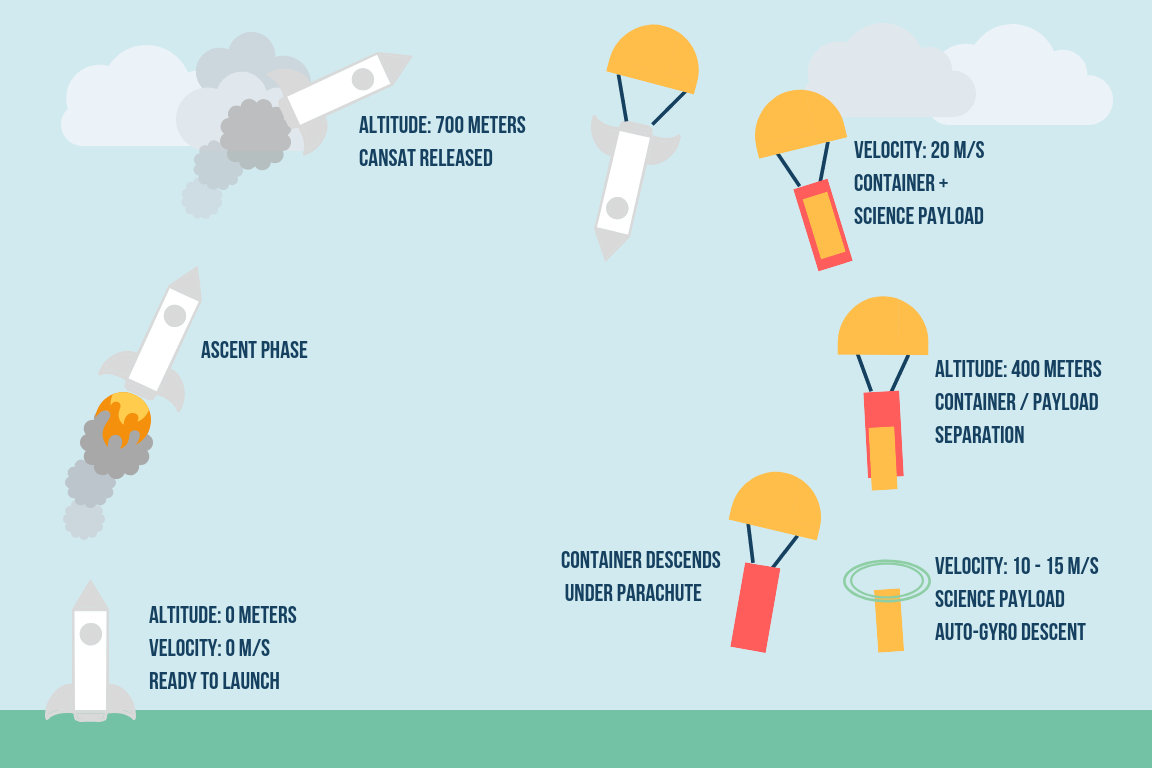 ALTITUDE: 700 METERS
CANSAT RELEASED
VELOCITY: 20 M/S
CONTAINER +
SCIENCE PAYLOAD
ASCENT PHASE
ALTITUDE: 400 METERS
CONTAINER / PAYLOAD
SEPARATION
CONTAINER DESCENDS
UNDER PARACHUTE
VELOCITY: 10 - 15 M/S
SCIENCE PAYLOAD
AUTO-GYRO DESCENT
ALTITUDE: 0 METERS
VELOCITY: 0 M/S
READY TO LAUNCH